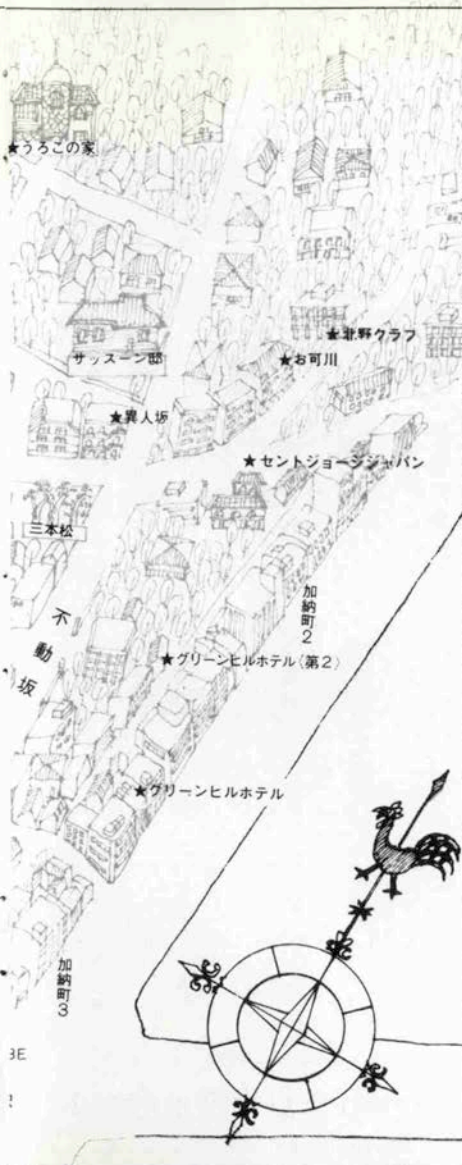 ★うろこの家
★北野クラブ
サッスーン邸
★お可川
★異人坂
★セントジョージジャパン
三本松
加納町2
不動坂
★グリーンヒルホテル(第2)
★グリーンヒルホテル
加納町3
BE